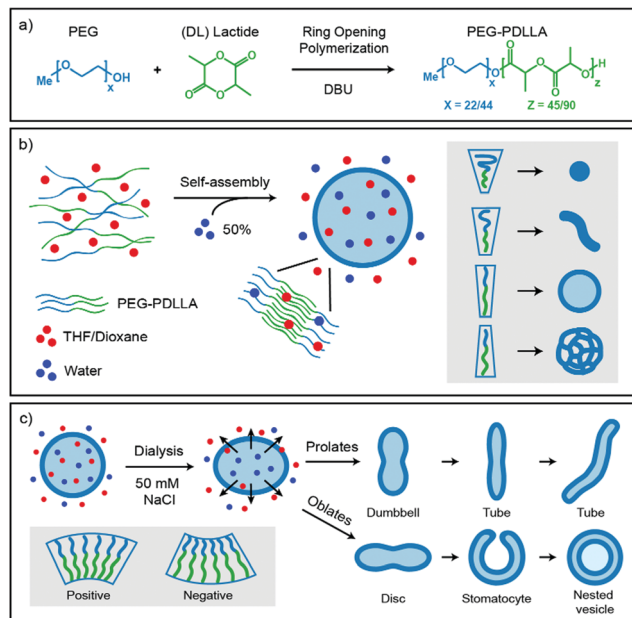 a)
PEG
(DL) Lactide
Ring Opening
Polymerization
PEG-PDLLA
Me
O
O
OH
x
+
O
O
O
O
DBU
Me
O
O
O
x
O
O
O
O
H
z
X = 22/44
Z = 45/90
b)
Self-assembly
50%
PEG-PDLLA
THF/Dioxane
Water
c)
Dialysis
50 mM
NaCl
Prolates
Oblates
Dumbbell
Tube
Tube
Positive
Negative
Disc
Stomatocyte
Nested
vesicle